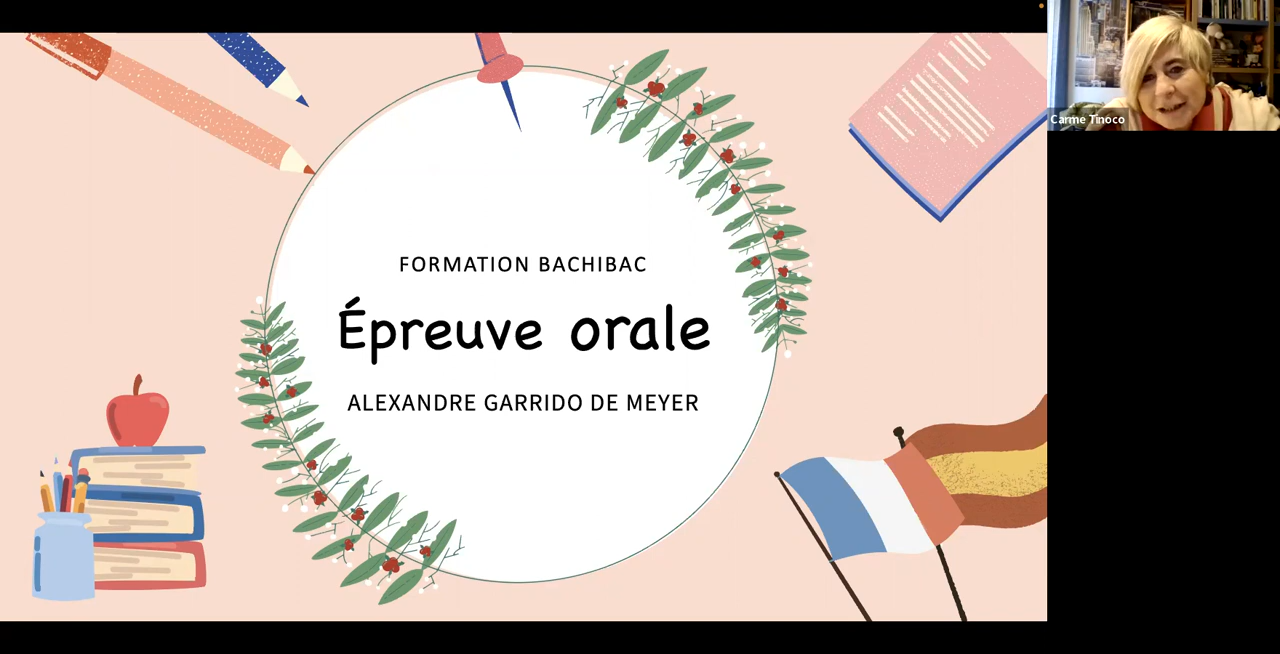 FORMATION BACHIBAC
Épreuve orale
ALEXANDRE GARRIDO DE MEYER
Carme Tinoco